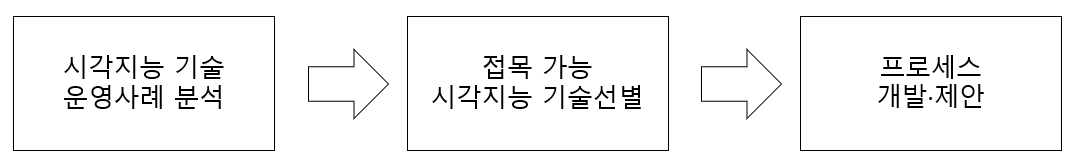 시각지능 기술
운영사례 분석
접목 가능
시각지능 기술선별
프로세스
개발·제안